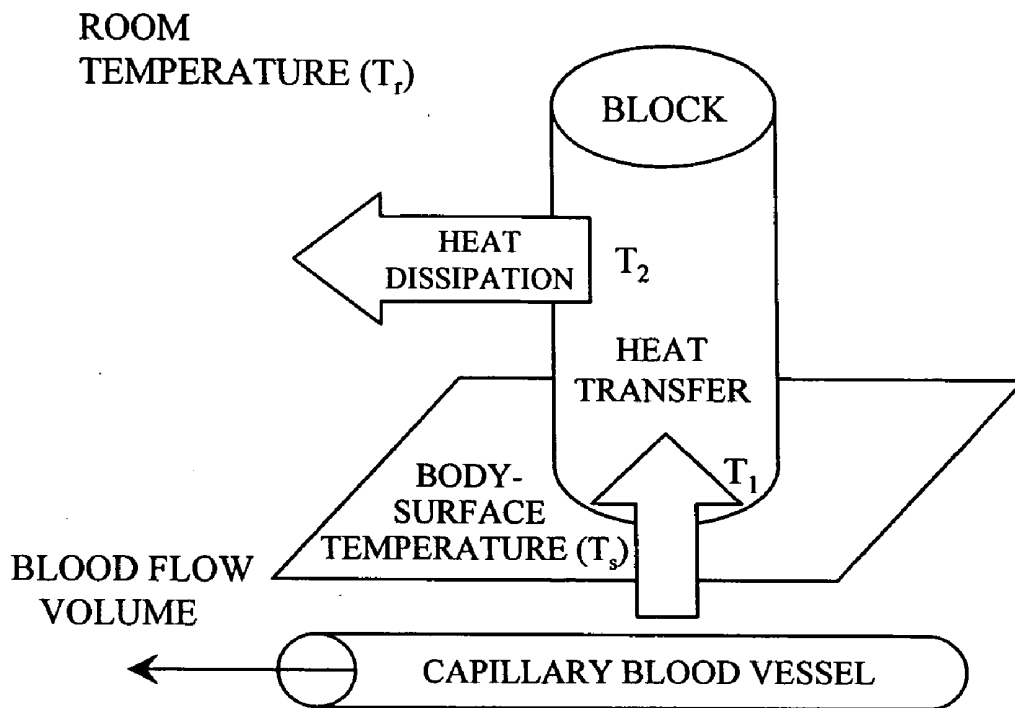 ROOM
TEMPERATURE (Tr)
BLOCK
HEAT
DISSIPATION
T2
HEAT
TRANSFER
T1
BODY-
SURFACE
TEMPERATURE (Ts)
BLOOD FLOW
VOLUME
CAPILLARY BLOOD VESSEL